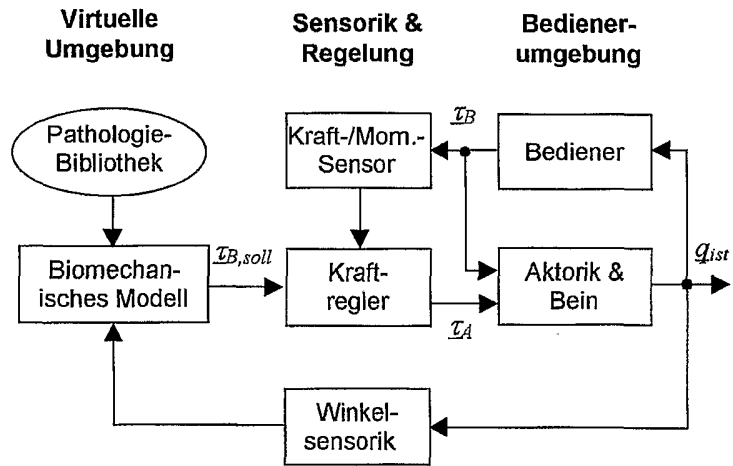 Virtuelle
Umgebung
Sensorik &
Regelung
Bediener-
umgebung
Pathologie-
Bibliothek
Kraft-/Mom.-
Sensor
τB
Bediener
Biomechan-
isches Modell
τB,soll
Kraft-
regler
τA
Aktorik &
Bein
qist
Winkel-
sensorik